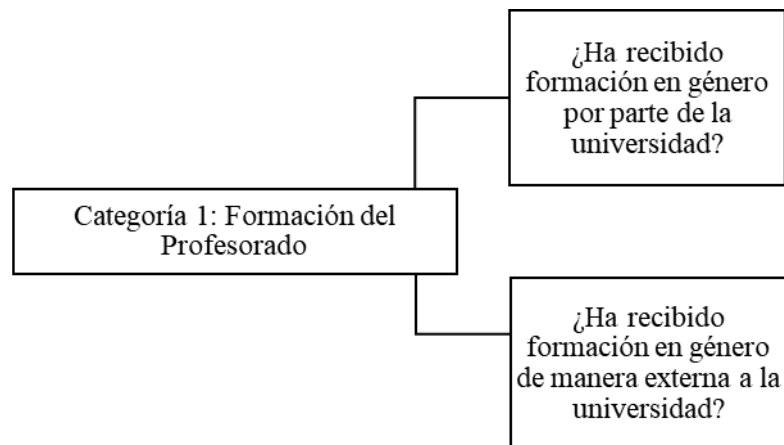 ¿Ha recibido
formación en género
por parte de la
universidad?
Categoría 1: Formación del
Profesorado
¿Ha recibido
formación en género
de manera externa a la
universidad?